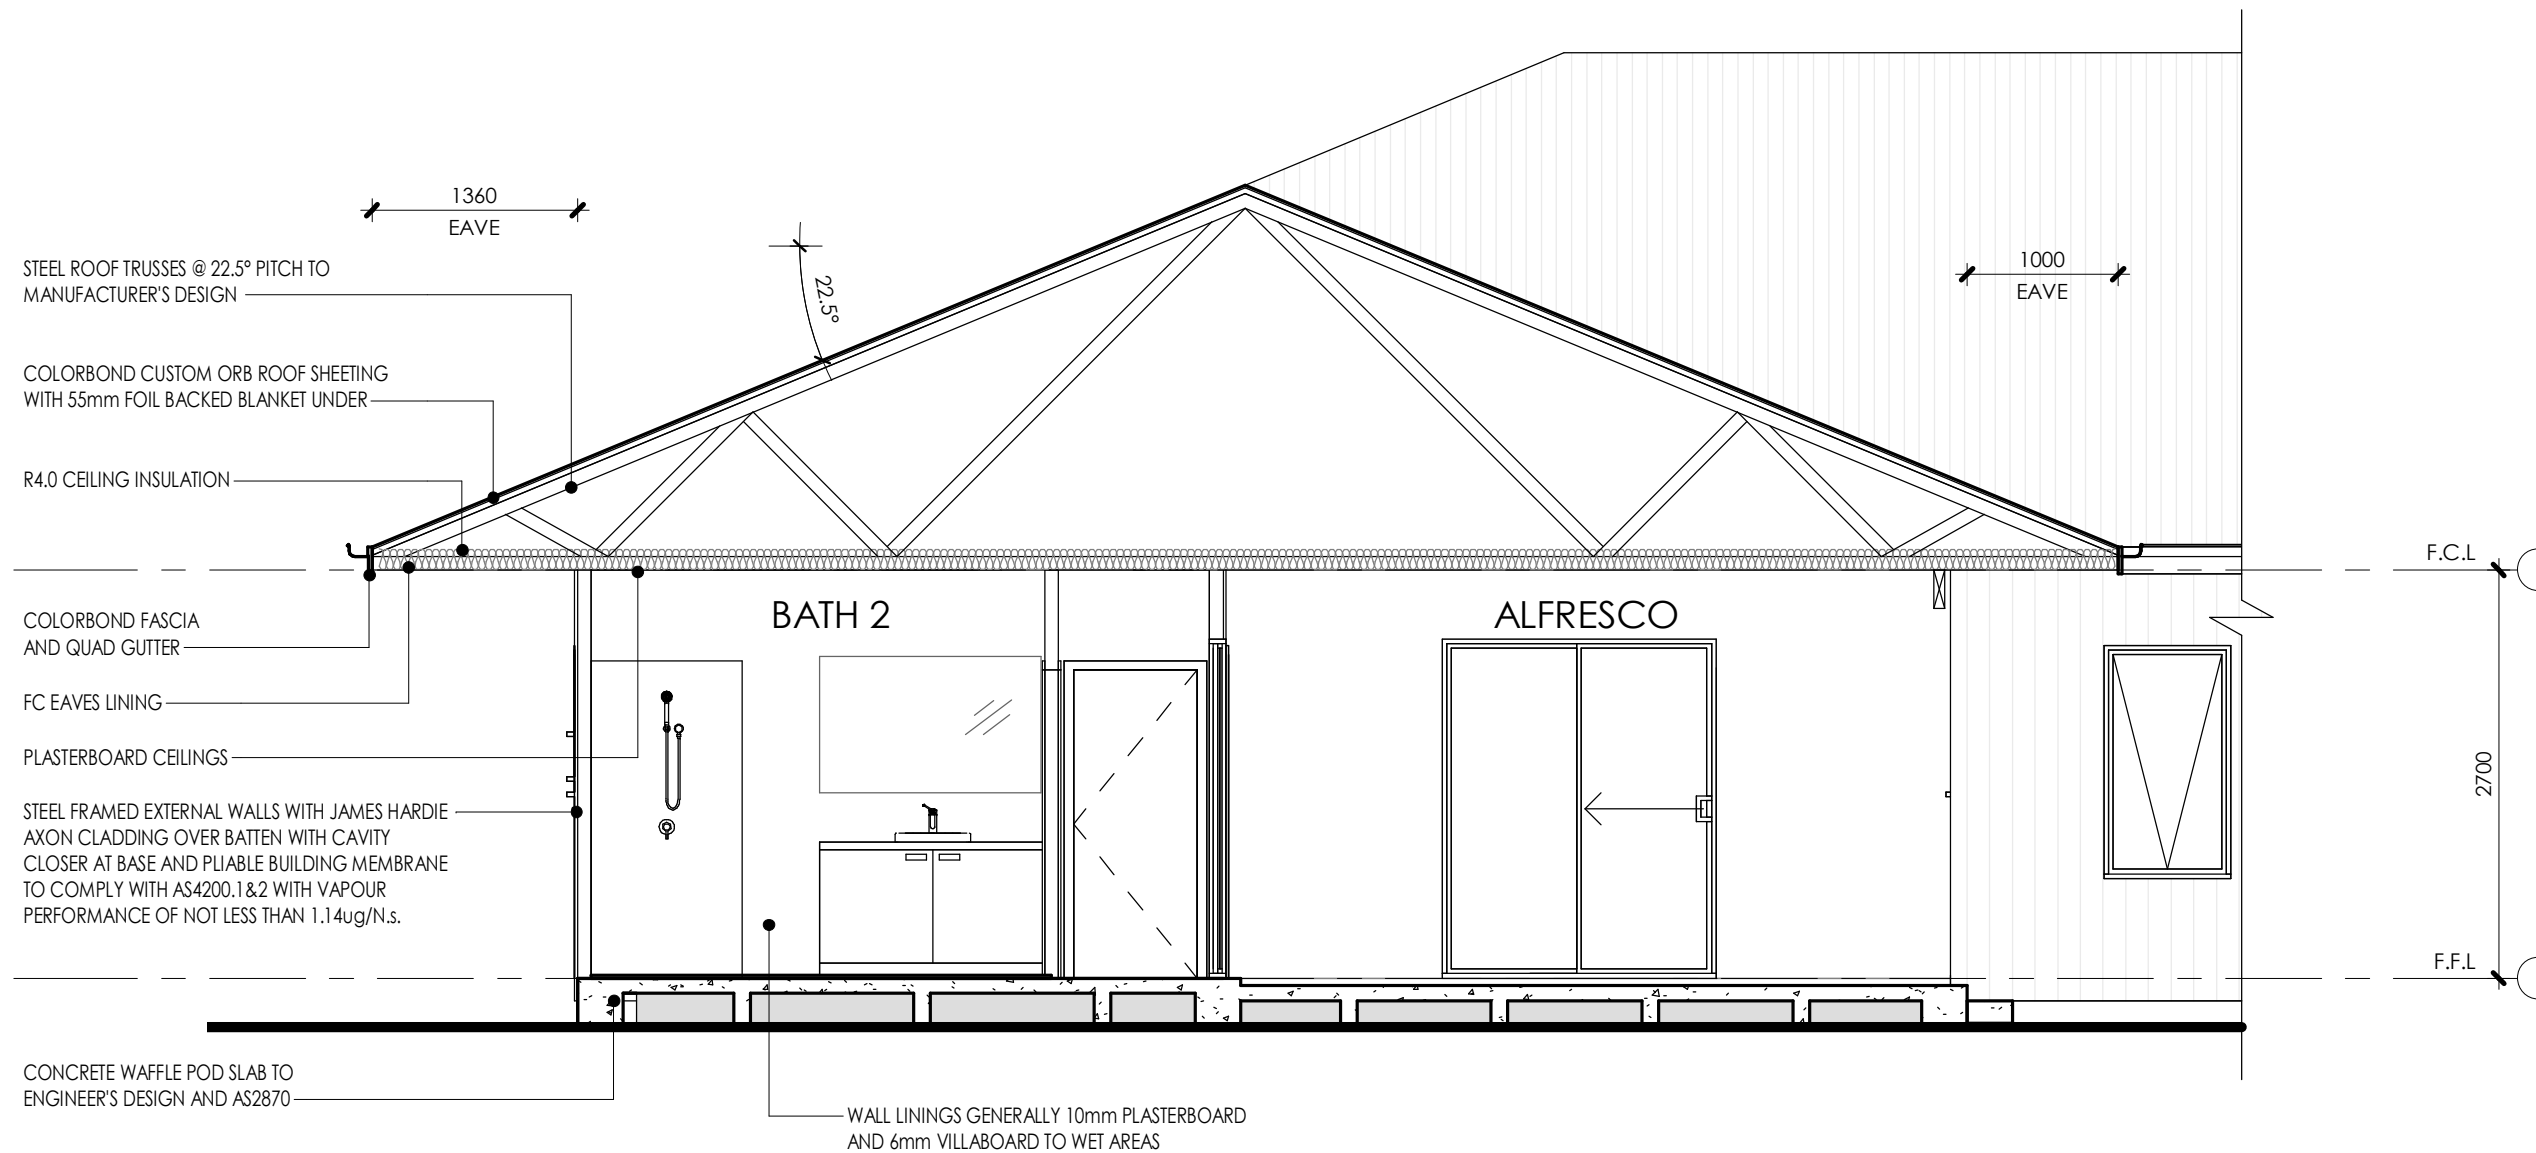 1360
EAVE
STEEL ROOF TRUSSES @ 22.5° PITCH TO
MANUFACTURER'S DESIGN
22.5°
1000
EAVE
COLORBOND CUSTOM ORB ROOF SHEETING
WITH 55mm FOIL BACKED BLANKET UNDER
R4.0 CEILING INSULATION
F.C.L
COLORBOND FASCIA
AND QUAD GUTTER
BATH 2
ALFRESCO
FC EAVES LINING
PLASTERBOARD CEILINGS
2700
STEEL FRAMED EXTERNAL WALLS WITH JAMES HARDIE
AXON CLADDING OVER BATTEN WITH CAVITY
CLOSER AT BASE AND PLIABLE BUILDING MEMBRANE
TO COMPLY WITH AS4200.1&2 WITH VAPOUR
PERFORMANCE OF NOT LESS THAN 1.14ug/N.s.
F.F.L
CONCRETE WAFFLE POD SLAB TO
ENGINEER'S DESIGN AND AS2870
WALL LININGS GENERALLY 10mm PLASTERBOARD
AND 6mm VILLABOARD TO WET AREAS